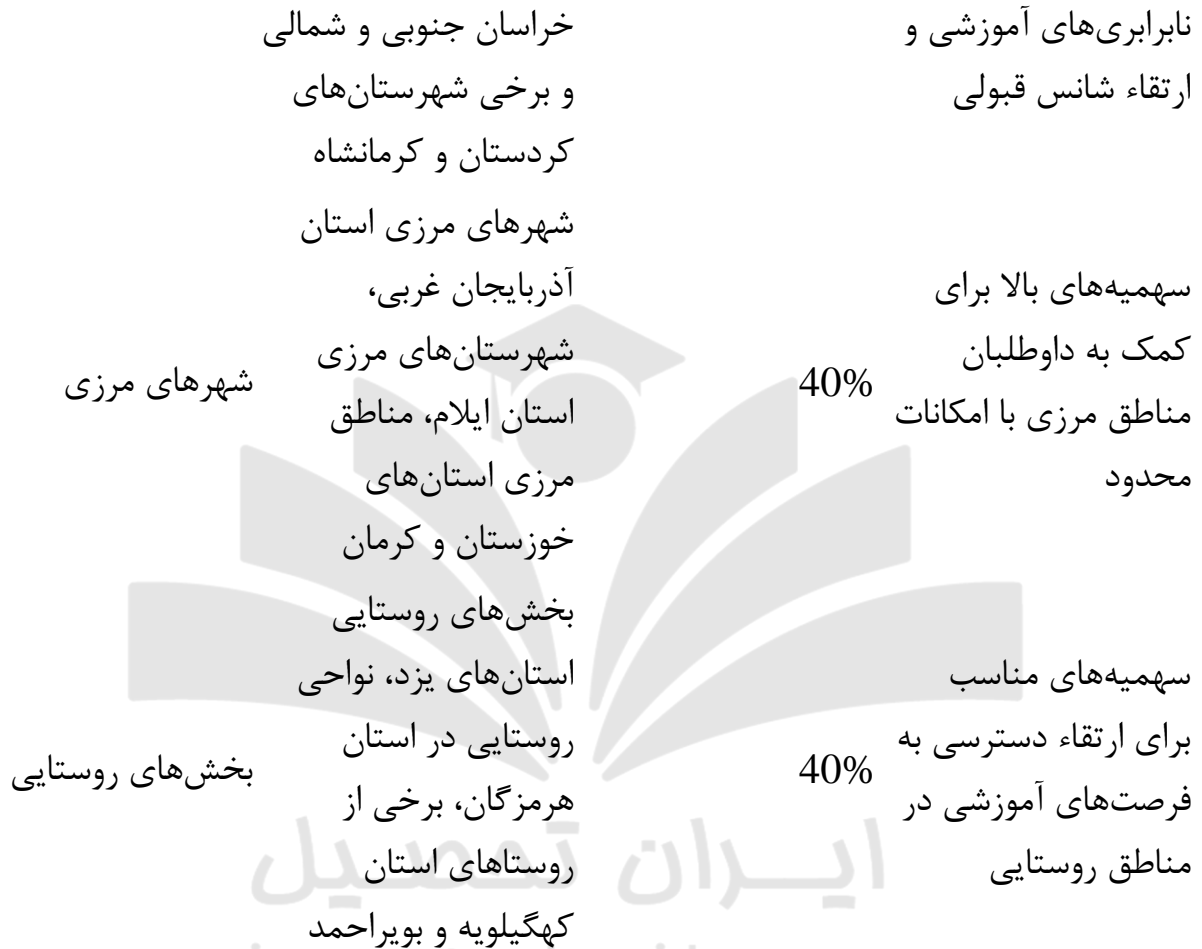 نابرابری‌های آموزشی و
ارتقاء شانس قبولی
خراسان جنوبی و شمالی
و برخی شهرستان‌های
کردستان و کرمانشاه
سهمیه‌های بالا برای
کمک به داوطلبان
مناطق مرزی با امکانات
محدود
40%
شهرهای مرزی استان
آذربایجان غربی،
شهرستان‌های مرزی
استان ایلام، مناطق
مرزی استان‌های
خوزستان و کرمان
شهرهای مرزی
سهمیه‌های مناسب
برای ارتقاء دسترسی به
فرصت‌های آموزشی در
مناطق روستایی
40%
بخش‌های روستایی
استان‌های یزد، نواحی
روستایی در استان
هرمزگان، برخی از
روستاهای استان
کهگیلویه و بویراحمد
بخش‌های روستایی
ایران تحصیل